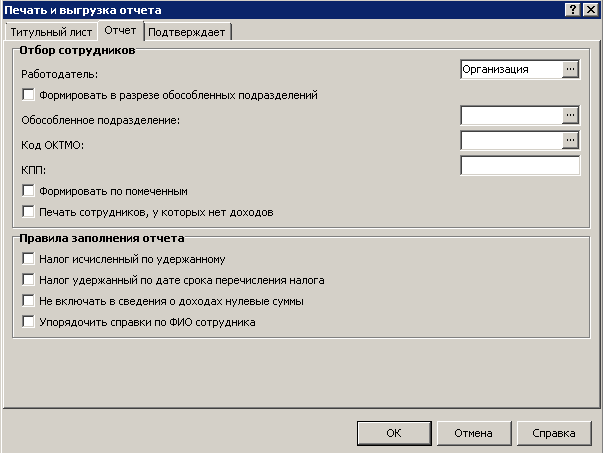 Печать и выгрузка отчета
Титульный лист Отчет Подтверждает
Отбор сотрудников
Работодатель: Организация ...
Формировать в разрезе обособленных подразделений
Обособленное подразделение: ...
Код ОКТМО: ...
КПП:
Формировать по помеченным
Печать сотрудников, у которых нет доходов
Правила заполнения отчета
Налог исчисленный по удержанному
Налог удержанный по дате срока перечисления налога
Не включать в сведения о доходах нулевые суммы
Упорядочить справки по ФИО сотрудника
ОК Отмена Справка